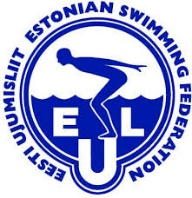 EESTI UJUMISLIIT
ESTONIAN SWIMMING FEDERATION
E L
U